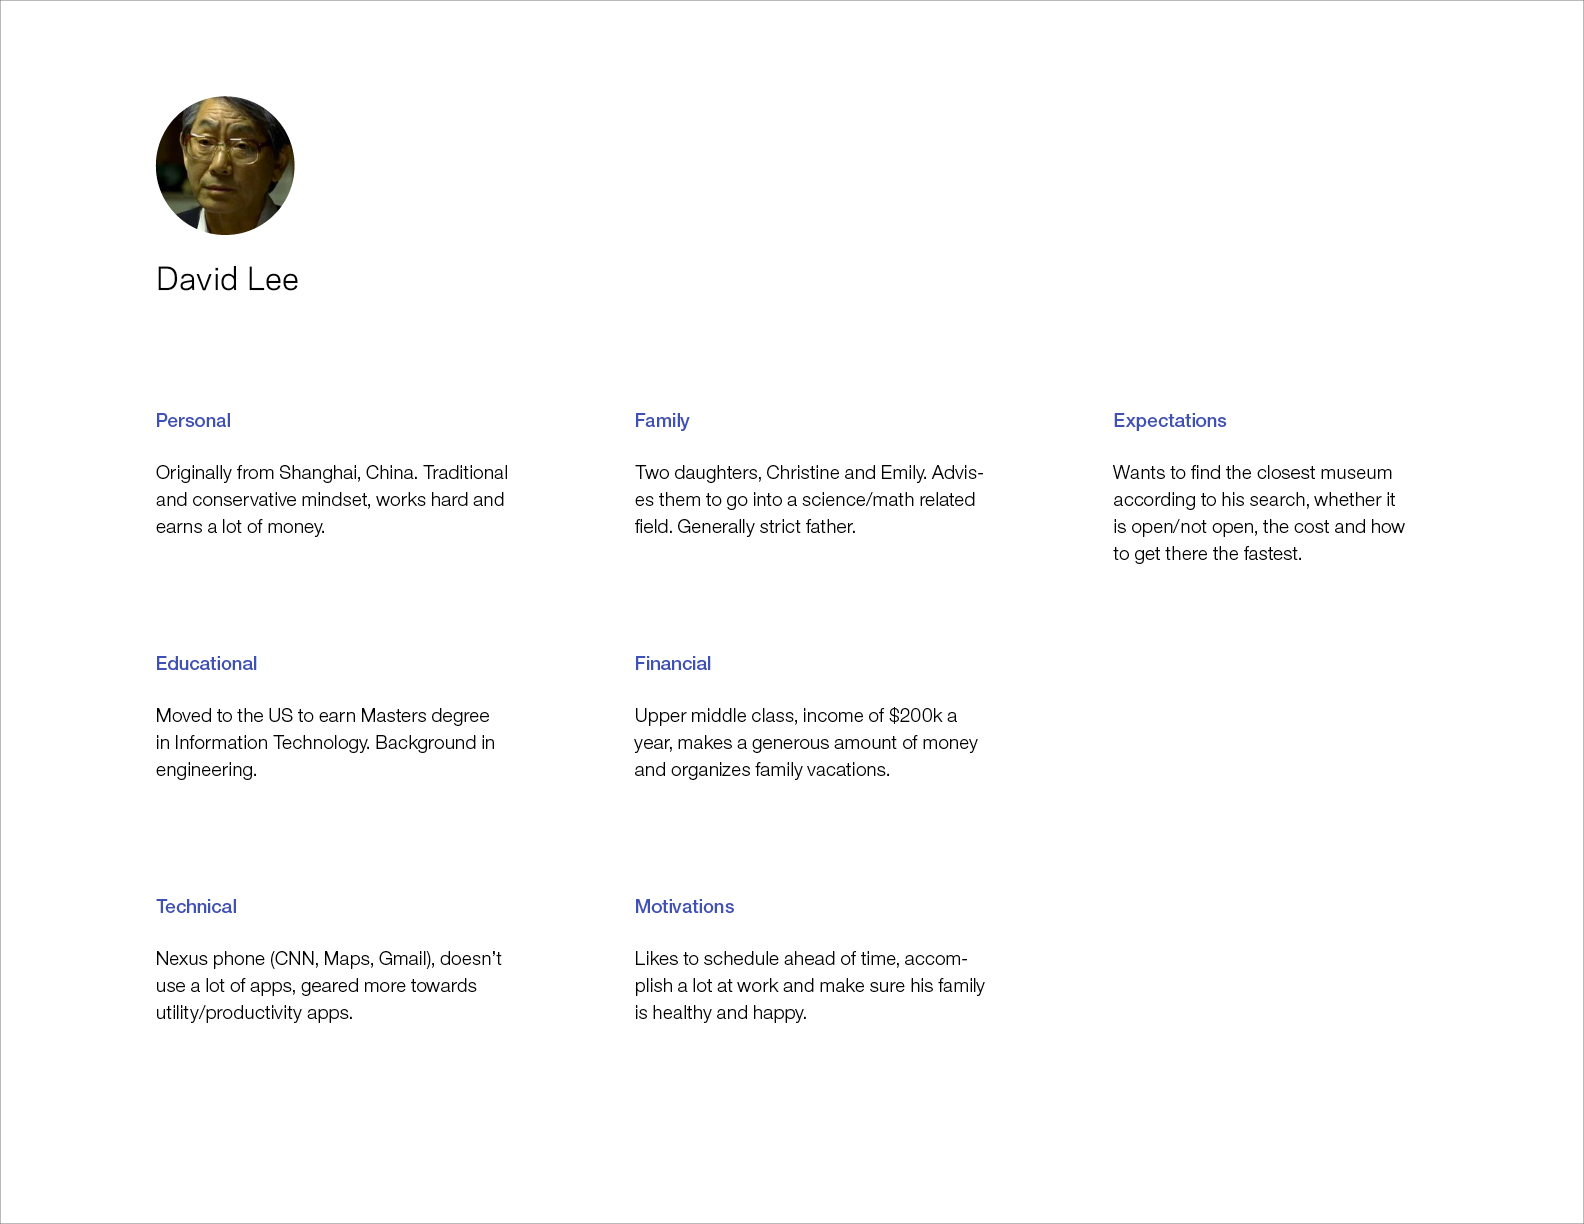 David Lee
Personal
Originally from Shanghai, China. Traditional
and conservative mindset, works hard and
earns a lot of money.
Family
Two daughters, Christine and Emily. Advis-
es them to go into a science/math related
field. Generally strict father.
Expectations
Wants to find the closest museum
according to his search, whether it
is open/not open, the cost and how
to get there the fastest.
Educational
Moved to the US to earn Masters degree
in Information Technology. Background in
engineering.
Financial
Upper middle class, income of $200k a
year, makes a generous amount of money
and organizes family vacations.
Technical
Nexus phone (CNN, Maps, Gmail), doesn't
use a lot of apps, geared more towards
utility/productivity apps.
Motivations
Likes to schedule ahead of time, accom-
plish a lot at work and make sure his family
is healthy and happy.